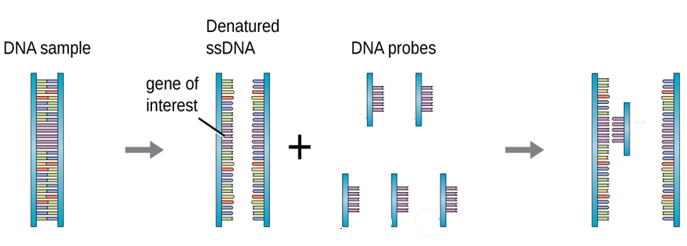 DNA sample
Denatured
ssDNA
DNA probes
gene of
interest
+